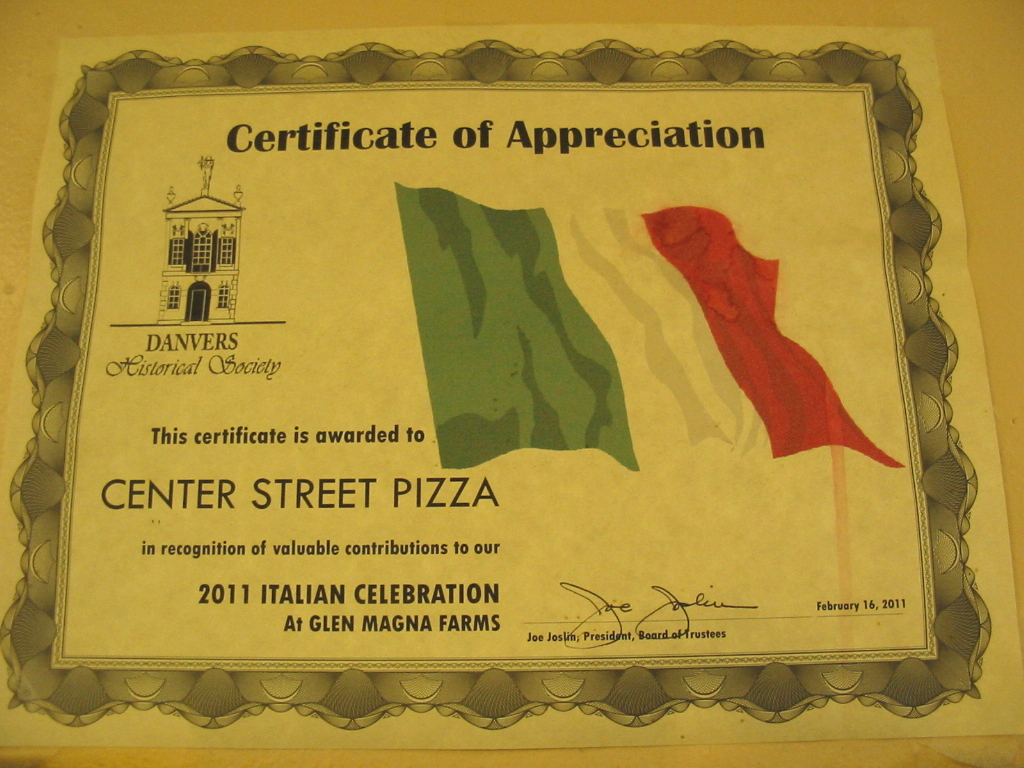 Certificate of Appreciation
DANVERS
Historical Society
This certificate is awarded to
CENTER STREET PIZZA
in recognition of valuable contributions to our
2011 ITALIAN CELEBRATION
At GLEN MAGNA FARMS
Joe Joslin
Joe Joslin, President, Board of Trustees
February 16, 2011